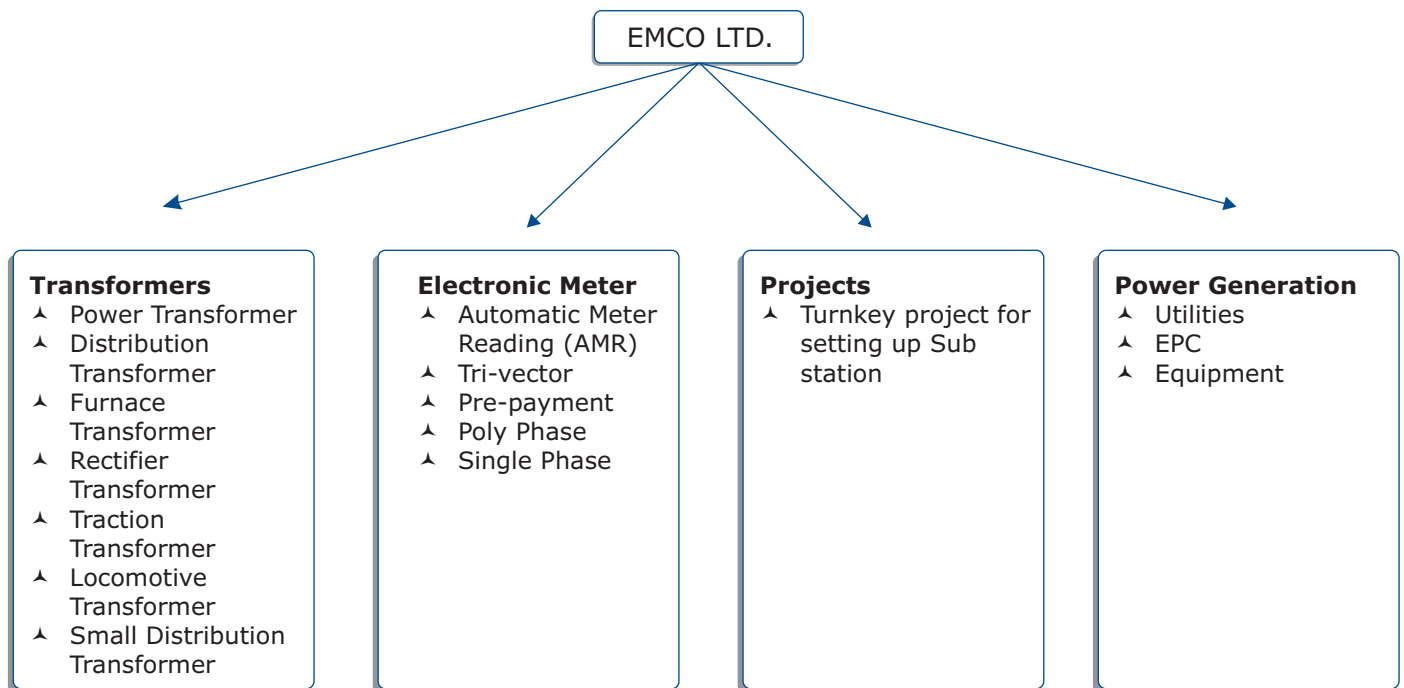 EMCO LTD.
Transformers
Power Transformer
Distribution
Transformer
Furnace
Transformer
Rectifier
Transformer
Traction
Transformer
Locomotive
Transformer
Small Distribution
Transformer
Electronic Meter
Automatic Meter
Reading (AMR)
Tri-vector
Pre-payment
Poly Phase
Single Phase
Projects
Turnkey project for
setting up Sub
station
Power Generation
Utilities
EPC
Equipment